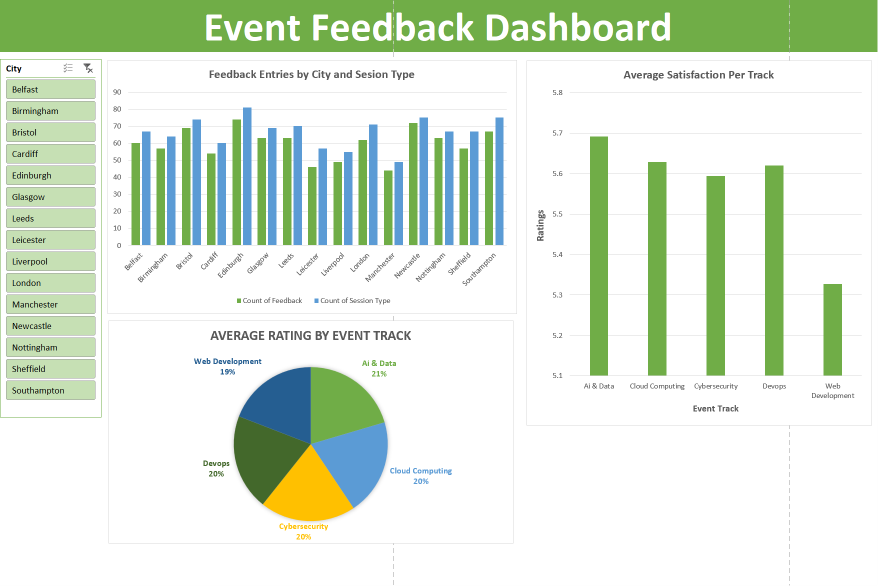 Event Feedback Dashboard
City
Belfast
Birmingham
Bristol
Cardiff
Edinburgh
Glasgow
Leeds
Leicester
Liverpool
London
Manchester
Newcastle
Nottingham
Sheffield
Southampton
Feedback Entries by City and Sesion Type
90
80
70
60
50
40
30
20
10
0
Belfast
Birmingham
Bristol
Cardiff
Edinburgh
Glasgow
Leeds
Leicester
Liverpool
London
Manchester
Newcastle
Nottingham
Sheffield
Southampton
Count of Feedback
Count of Session Type
AVERAGE RATING BY EVENT TRACK
Web Development
19%
Ai & Data
21%
Devops
20%
Cloud Computing
20%
Cybersecurity
20%
Average Satisfaction Per Track
Ratings
5.8
5.7
5.6
5.5
5.4
5.3
5.2
5.1
Ai & Data
Cloud Computing
Cybersecurity
Devops
Web
Development
Event Track